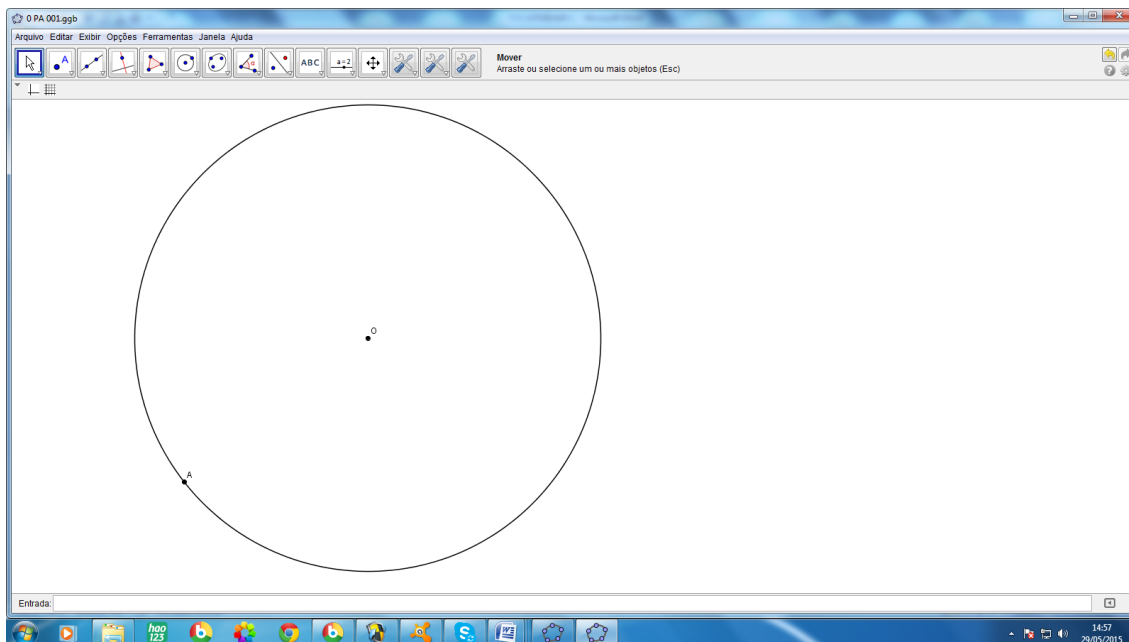 0 PA 001.ggb
Arquivo Editar Exibir Opções Ferramentas Janela Ajuda
A
α
ABC
a=2
Mover
Arraste ou selecione um ou mais objetos (Esc)
O
A
Entrada:
hao
123
14:57
29/05/2015